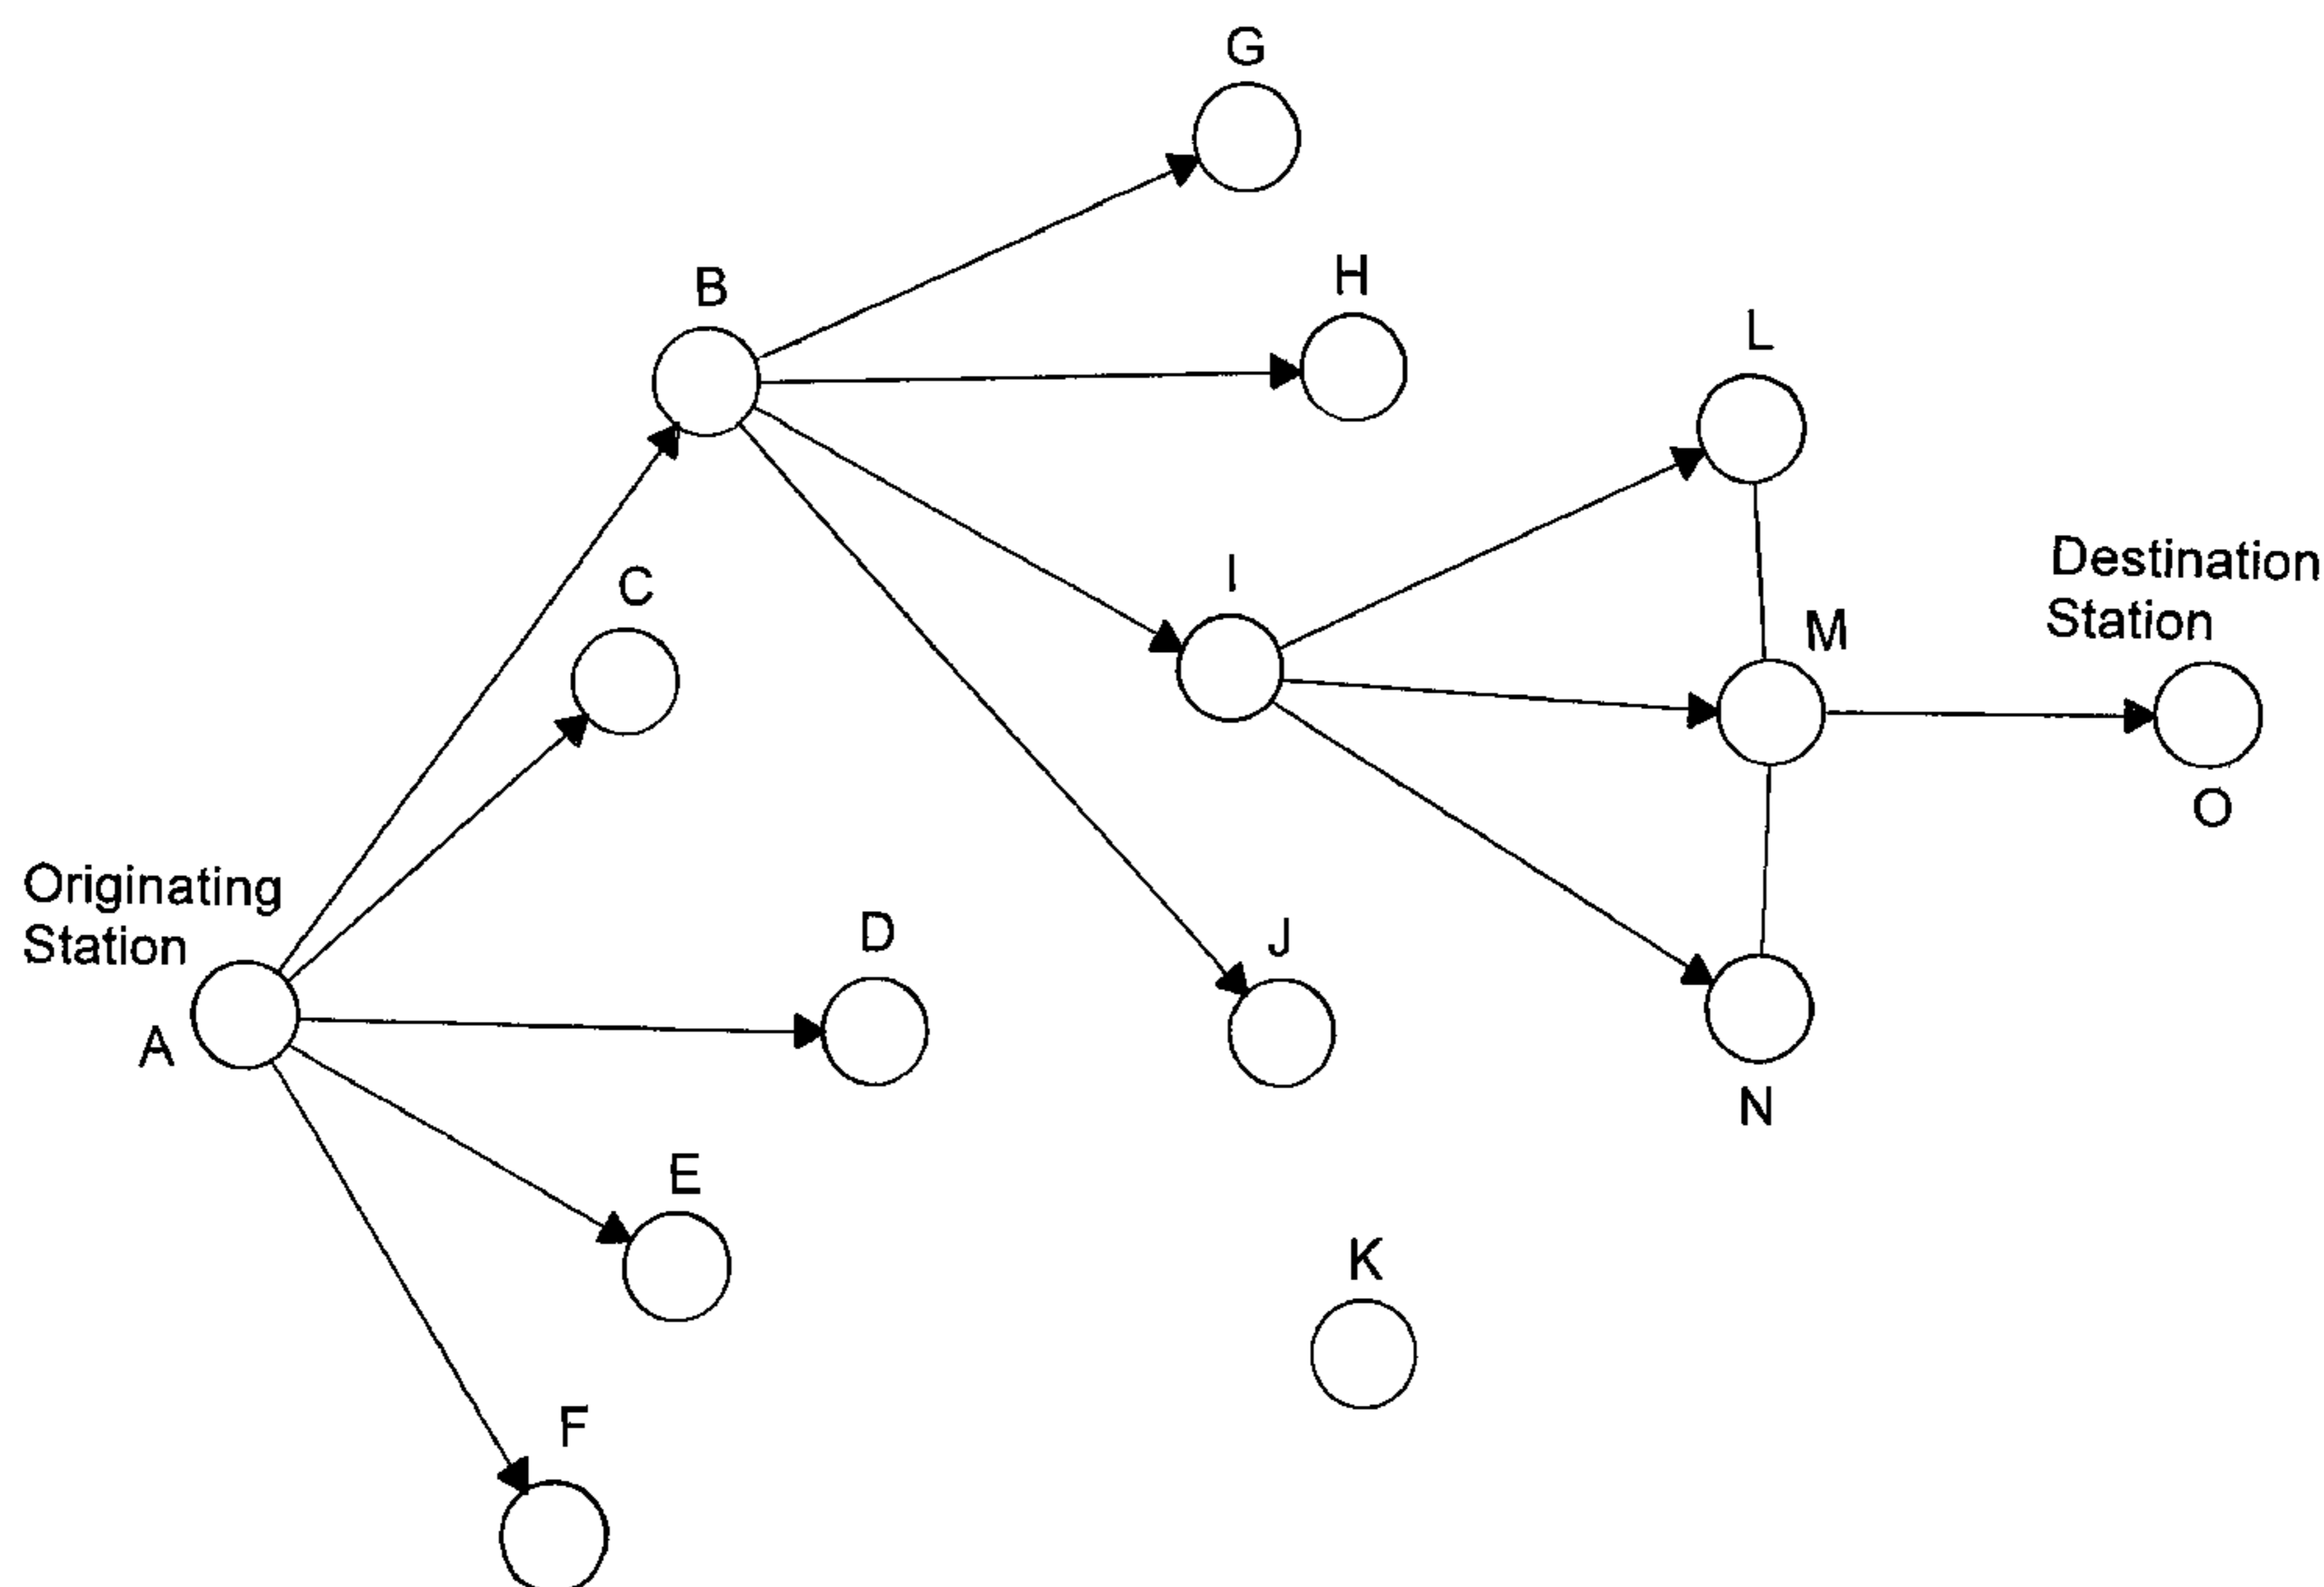 G
B
H
L
C
I
Destination
Station
M
O
Originating
Station
A
D
J
E
N
K
F